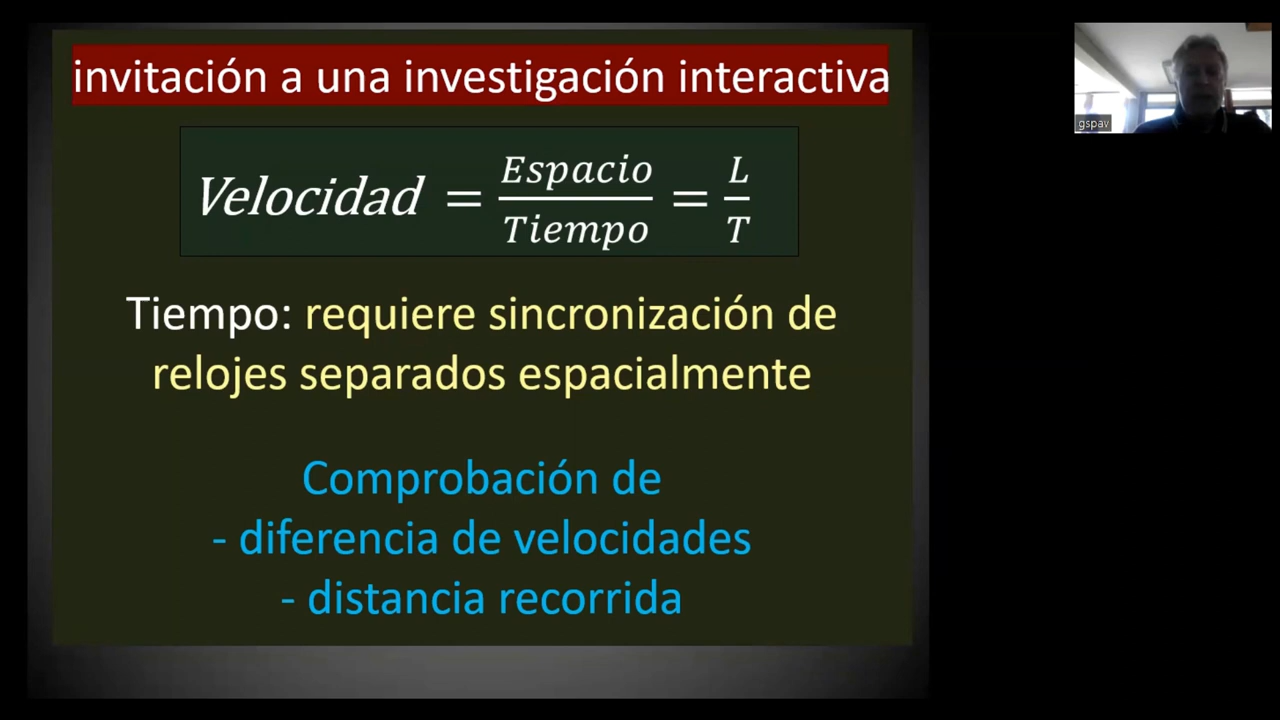 invitación a una investigación interactiva
Velocidad = Espacio/Tiempo = L/T
Tiempo: requiere sincronización de
relojes separados espacialmente
Comprobación de
- diferencia de velocidades
- distancia recorrida
gspav